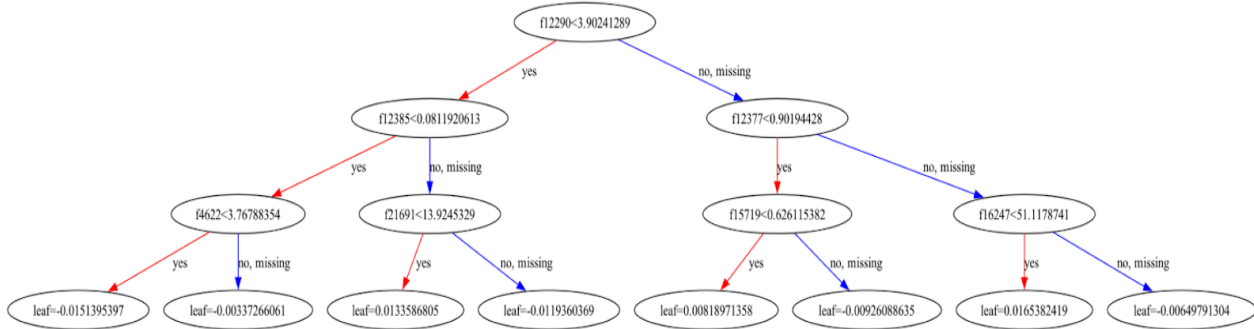 f12290<3.90241289
yes
no, missing
f12385<0.0811920613
f12377<0.90194428
yes
no, missing
yes
no, missing
f4622<3.76788354
f21691<13.9245329
f15719<0.626115382
f16247<51.1178741
yes
no, missing
yes
no, missing
yes
no, missing
yes
no, missing
leaf=-0.0151395397
leaf=-0.00337266061
leaf=0.0133586805
leaf=-0.0119360369
leaf=0.00818971358
leaf=-0.00926088635
leaf=0.0165382419
leaf=-0.00649791304